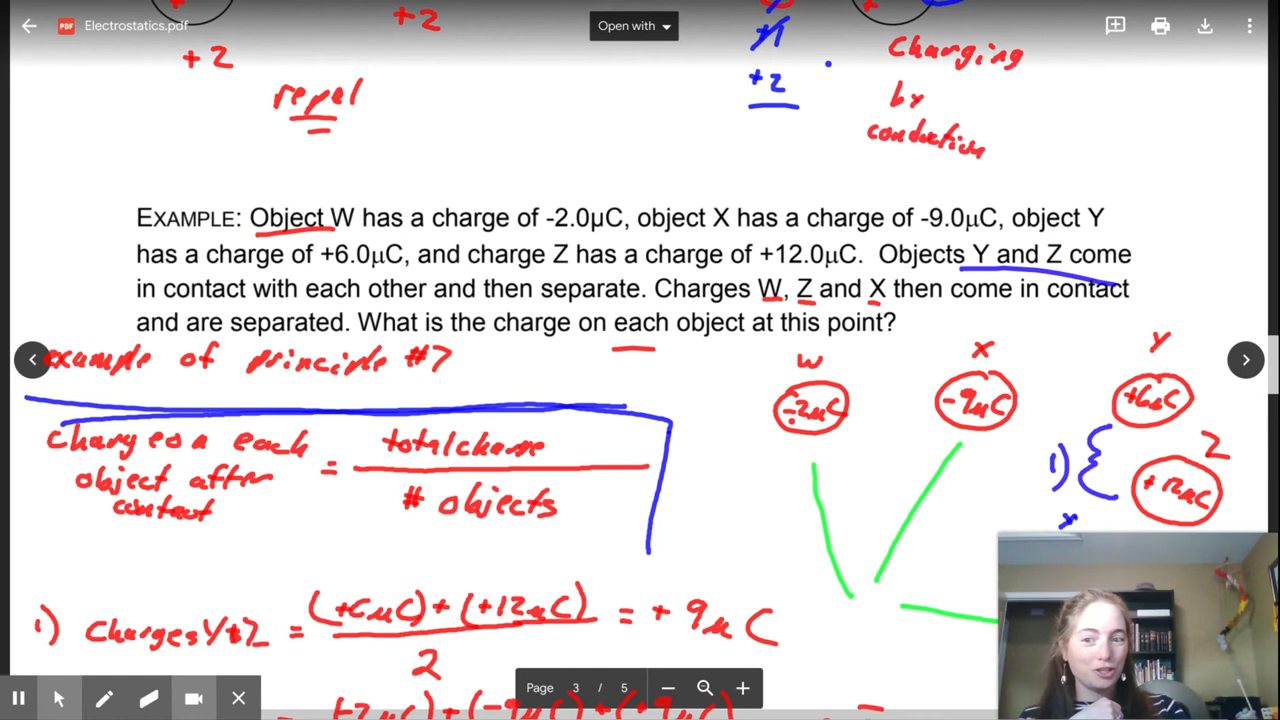 Electrostatics.pdf
Open with
+2
+2
repel
+1
+2
Charging
by
conduction
EXAMPLE: Object W has a charge of -2.0μC, object X has a charge of -9.0μC, object Y
has a charge of +6.0μC, and charge Z has a charge of +12.0μC. Objects Y and Z come
in contact with each other and then separate. Charges W, Z and X then come in contact
and are separated. What is the charge on each object at this point?
example of principle #7
charge on each
object after
contact
=
total charge
# objects
W
-2μC
X
-9μC
Y
+6μC
1)
Z
+12μC
1) Charges Y+Z = (+6μC) + (+12μC) = +9μC
2
Page 3 / 5
(-9μC) + (+9μC)